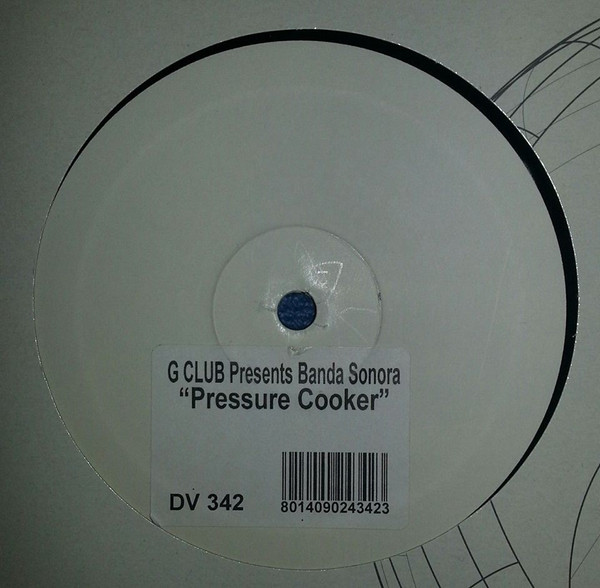 G CLUB Presents Banda Sonora
“Pressure Cooker”
DV 342
8014090243423